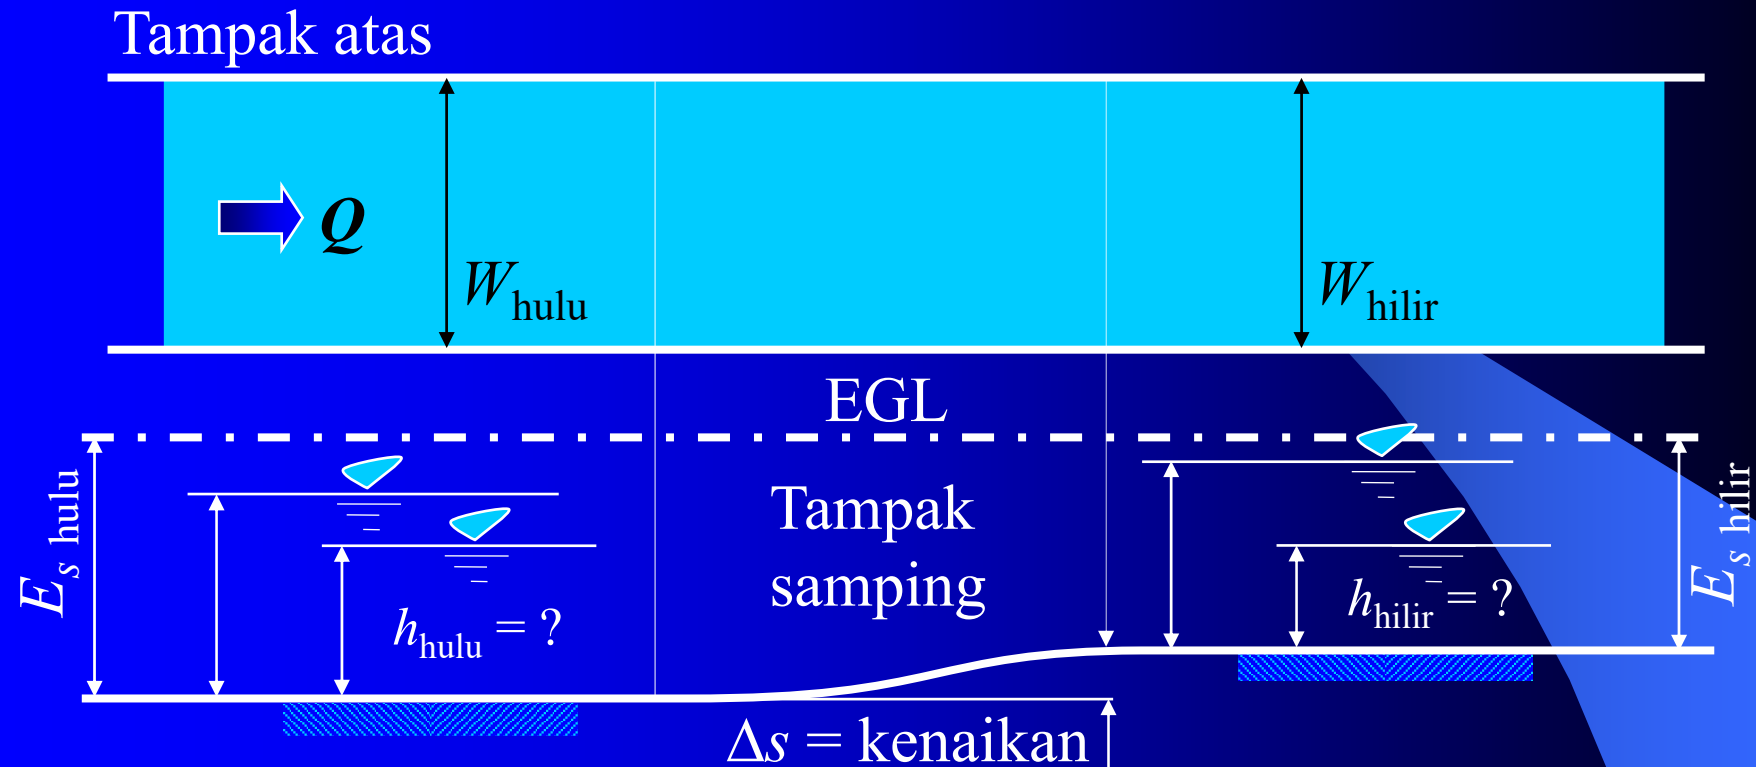 Tampak atas
Q
W hulu
W hilir
EGL
E s hulu
Tampak
samping
E s hilir
h hulu = ?
h hilir = ?
Δs = kenaikan